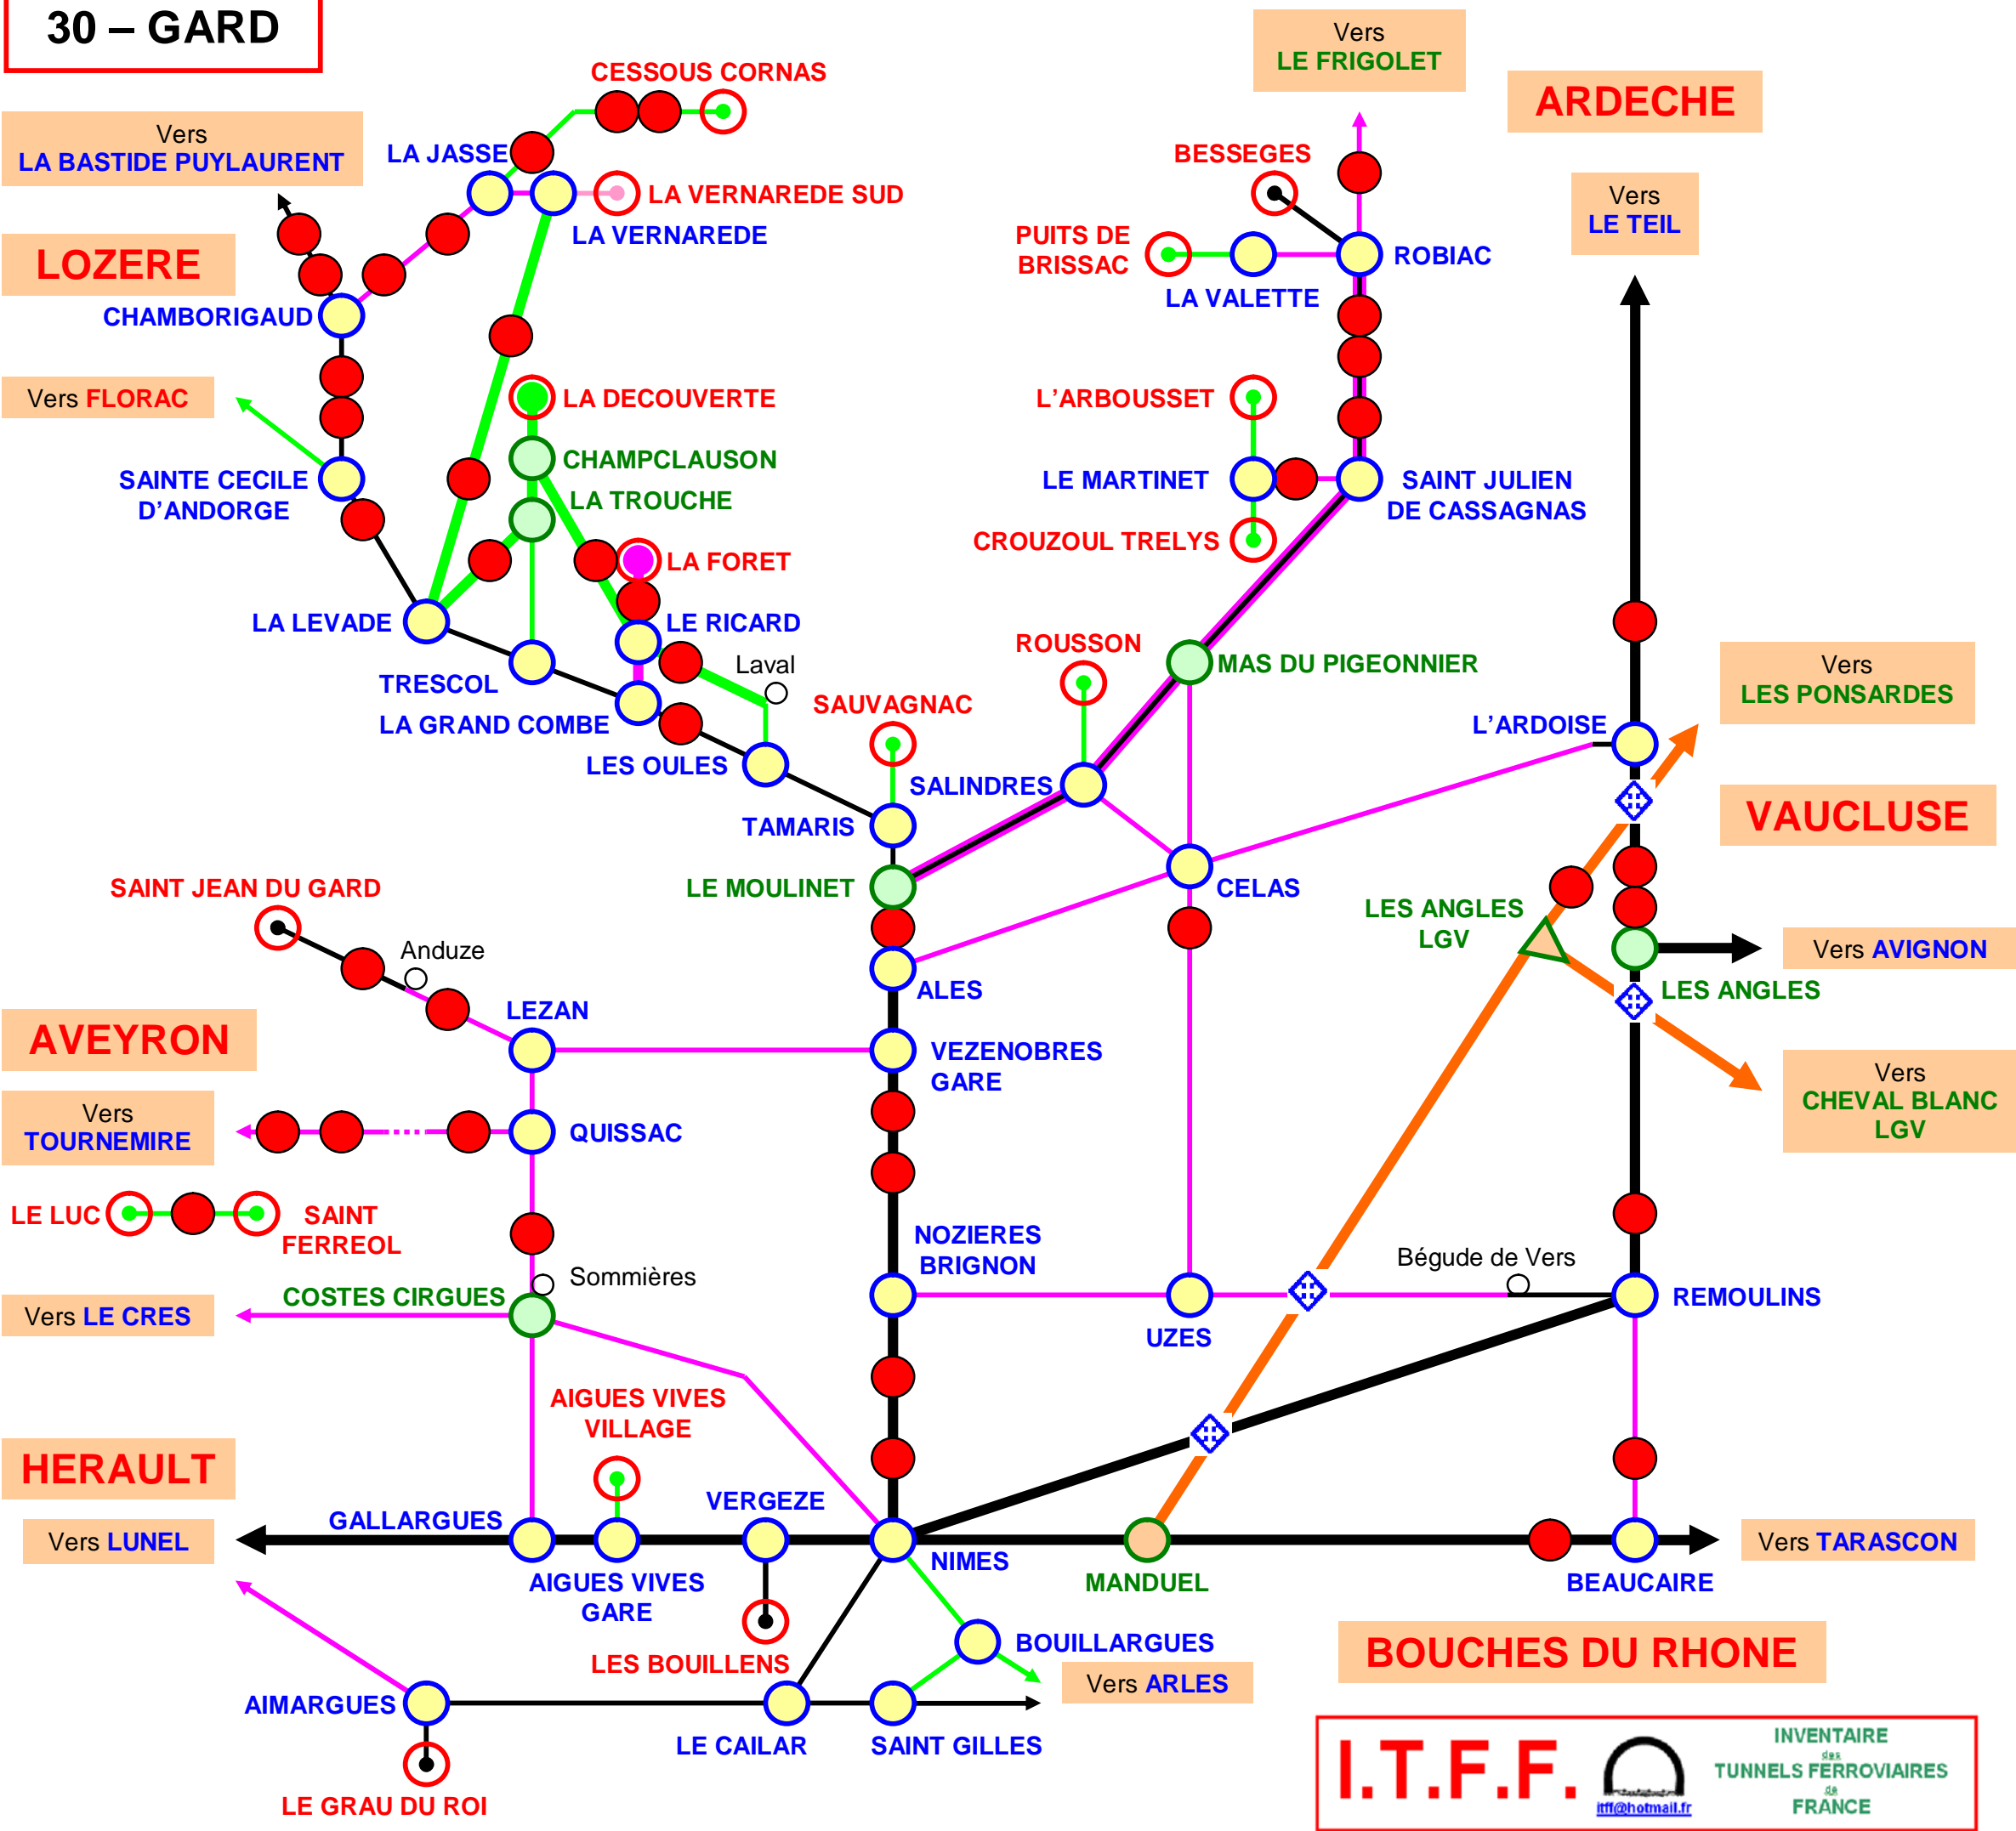 30 – GARD
Vers
LE FRIGOLET
ARDECHE
CESSOUS CORNAS
Vers
LA BASTIDE PUYLAURENT
LA JASSE
BESSEGES
LA VERNAREDE SUD
Vers
LE TEIL
LA VERNAREDE
PUITS DE
BRISSAC
ROBIAC
LOZERE
LA VALETTE
CHAMBORIGAUD
Vers FLORAC
LA DECOUVERTE
L'ARBOUSSET
CHAMPCLAUSON
SAINTE CECILE
D'ANDORGE
LA TROUCHE
LE MARTINET
SAINT JULIEN
DE CASSAGNAS
CROUZOUL TRELYS
LA FORET
LA LEVADE
LE RICARD
ROUSSON
Laval
MAS DU PIGEONNIER
Vers
LES PONSARDES
TRESCOL
LA GRAND COMBE
SAUVAGNAC
L'ARDOISE
LES OULES
SALINDRES
VAUCLUSE
TAMARIS
LE MOULINET
CELAS
SAINT JEAN DU GARD
LES ANGLES
LGV
Anduze
Vers AVIGNON
ALES
LES ANGLES
LEZAN
AVEYRON
VEZENOBRES
GARE
Vers
CHEVAL BLANC
LGV
Vers
TOURNEMIRE
QUISSAC
LE LUC
SAINT
FERREOL
NOZIERES
BRIGNON
Bégude de Vers
Sommières
COSTES CIRGUES
Vers LE CRES
REMOULINS
UZES
AIGUES VIVES
VILLAGE
HERAULT
VERGEZE
GALLARGUES
Vers LUNEL
NIMES
Vers TARASCON
AIGUES VIVES
GARE
MANDUEL
BEAUCAIRE
BOUILLARGUES
BOUCHES DU RHONE
LES BOUILLENS
Vers ARLES
AIMARGUES
LE CAILAR
SAINT GILLES
LE GRAU DU ROI
I.T.F.F.
itff@hotmail.fr
INVENTAIRE
des
TUNNELS FERROVIAIRES
de
FRANCE